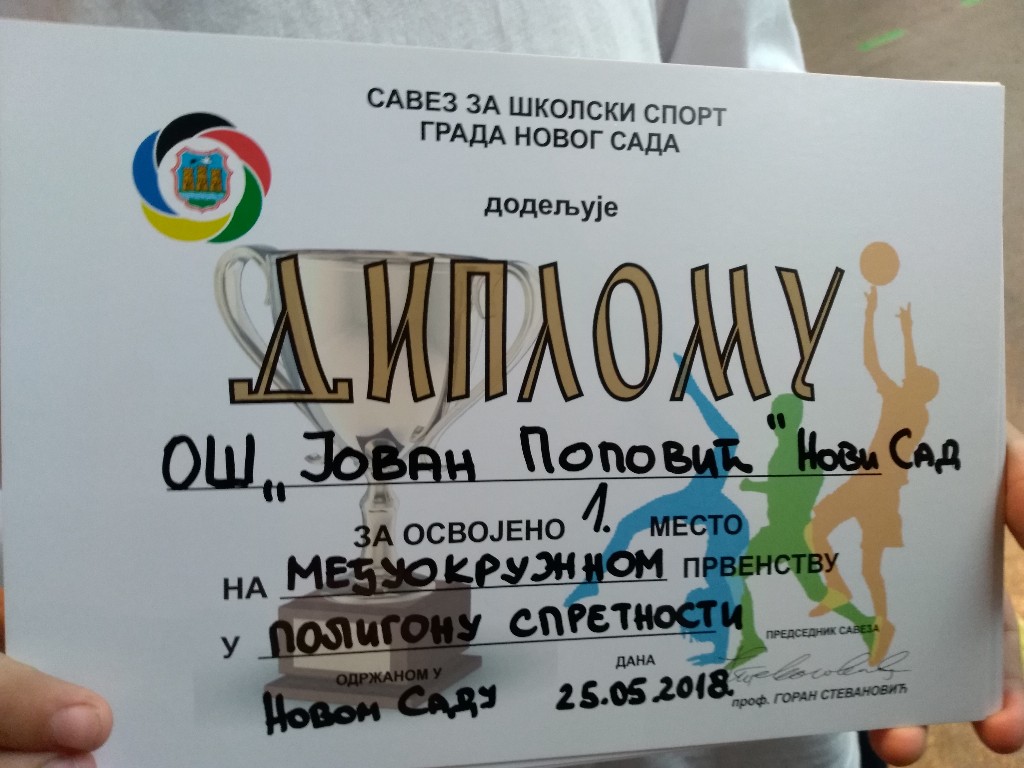 САВЕЗ ЗА ШКОЛСКИ СПОРТ
ГРАДА НОВОГ САДА
додељује
ДИПЛОМУ
ОШ „Јован Поповић" Нови Сад
ЗА ОСВОЈЕНО 1. МЕСТО
НА МЕЂУОКРУЖНОМ ПРВЕНСТВУ
У ПОЛИГОНУ СПРЕТНОСТИ
ПРЕДСЕДНИК САВЕЗА
ОДРЖАНОМ У ДАНА
Новом Саду 25.05.2018.
проф. ГОРАН СТЕВАНОВИЋ